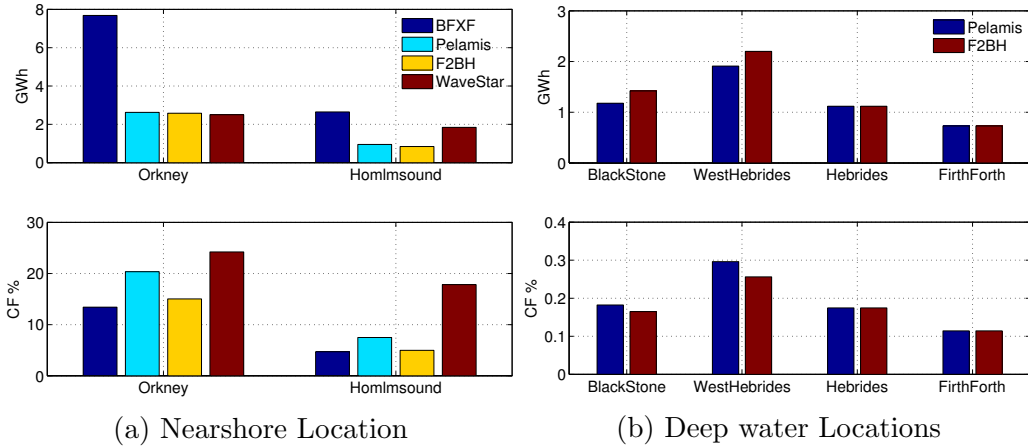 8
6
4
2
0
GWh
BFXF
Pelamis
F2BH
WaveStar
Orkney
Homlmsound
30
20
10
0
CF %
Orkney
Homlmsound
(a) Nearshore Location
3
2
1
0
GWh
Pelamis
F2BH
BlackStone
WestHebrides
Hebrides
FirthForth
0.4
0.3
0.2
0.1
0
CF %
BlackStone
WestHebrides
Hebrides
FirthForth
(b) Deep water Locations